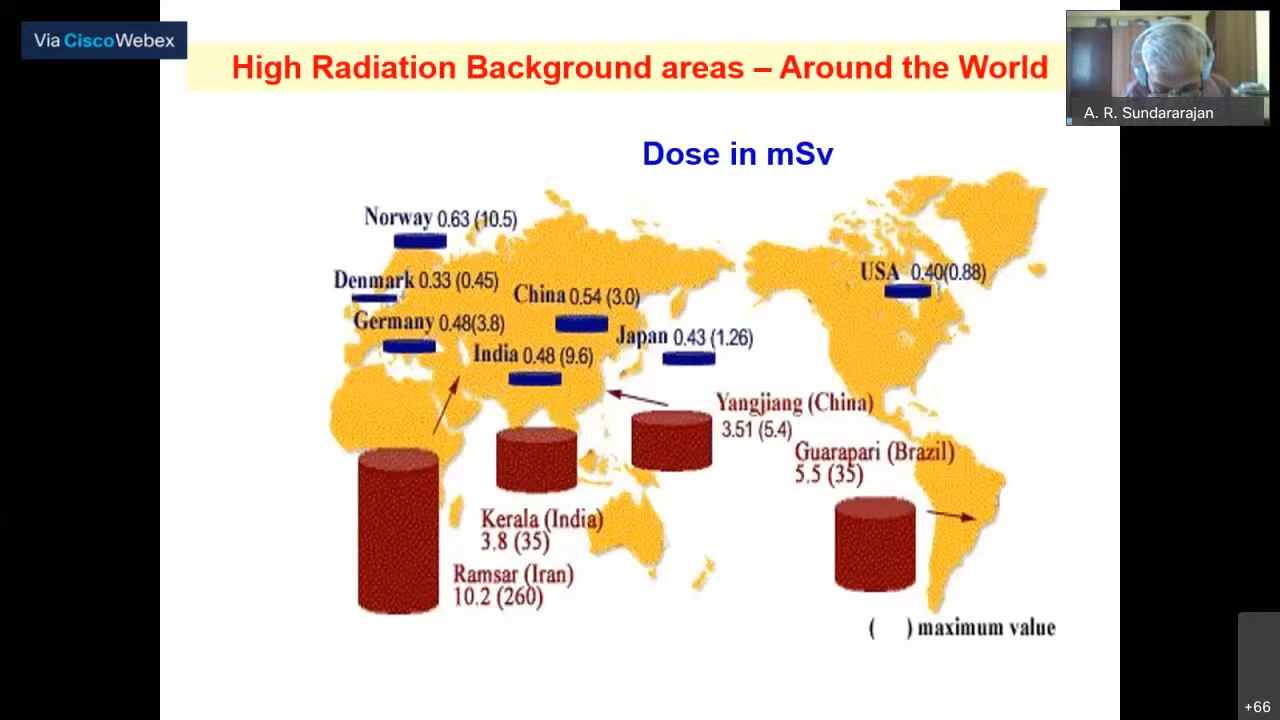 Via CiscoWebex
High Radiation Background areas – Around the World
A. R. Sundararajan
Dose in mSv
Norway 0.63 (10.5)
Denmark 0.33 (0.45)
China 0.54 (3.0)
USA 0.40(0.88)
Germany 0.48(3.8)
Japan 0.43 (1.26)
India 0.48 (9.6)
Yangjiang (China)
3.51 (5.4)
Guarapari (Brazil)
5.5 (35)
Kerala (India)
3.8 (35)
Ramsar (Iran)
10.2 (260)
( ) maximum value
+66